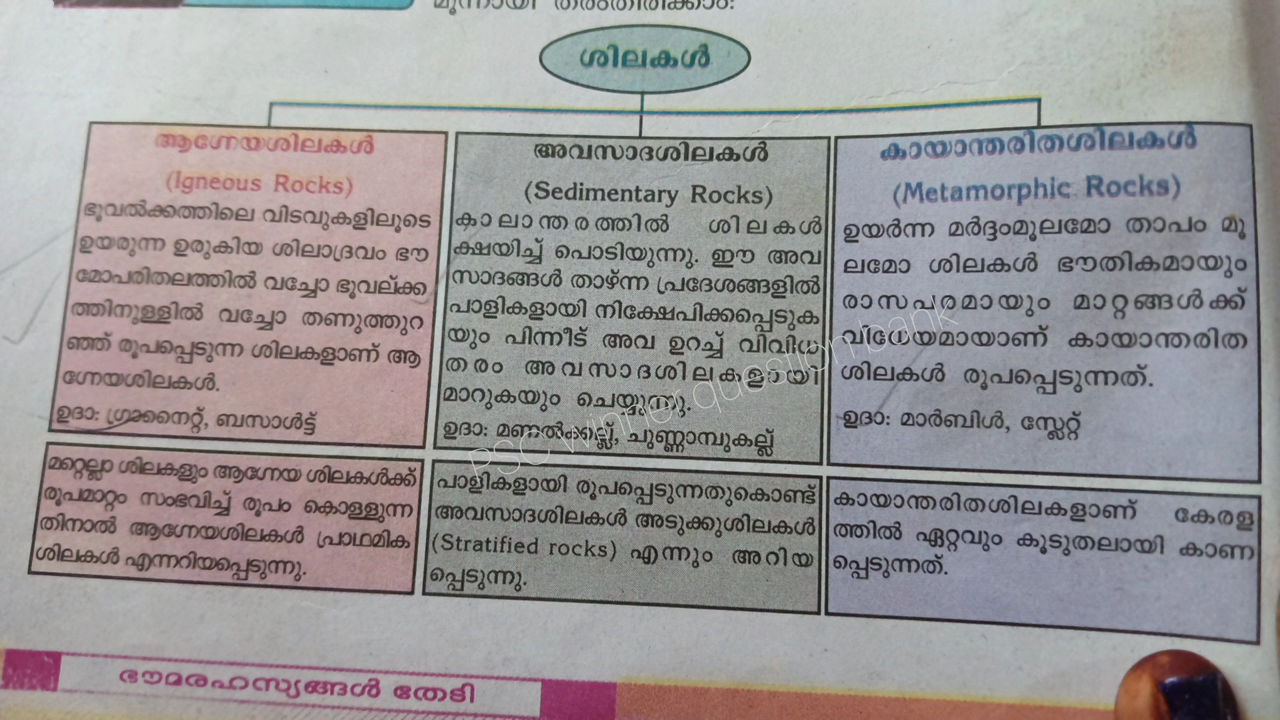 മൂന്നായി തരംതിരിക്കാം:
ശിലകൾ
ആഗ്നേയശിലകൾ
(Igneous Rocks)
ഭൂവൽക്കത്തിലെ വിടവുകളിലൂടെ
ഉയരുന്ന ഉരുകിയ ശിലാദ്രവം ഭൗ
മോപരിതലത്തിൽ വച്ചോ ഭൂവല്ക്ക
ത്തിനുള്ളിൽ വച്ചോ തണുത്തുറ
ഞ്ഞ് രൂപപ്പെടുന്ന ശിലകളാണ് ആ
ഗ്നേയശിലകൾ.
ഉദാ: ഗ്രാനൈറ്റ്, ബസാൾട്ട്
മറ്റെല്ലാ ശിലകളും ആഗ്നേയ ശിലകൾക്ക്
രൂപമാറ്റം സംഭവിച്ച് രൂപം കൊള്ളുന്ന
തിനാൽ ആഗ്നേയശിലകൾ പ്രാഥമിക
ശിലകൾ എന്നറിയപ്പെടുന്നു.
അവസാദശിലകൾ
(Sedimentary Rocks)
കാലാന്തരത്തിൽ ശിലകൾ
ക്ഷയിച്ച് പൊടിയുന്നു. ഈ അവ
സാദങ്ങൾ താഴ്ന്ന പ്രദേശങ്ങളിൽ
പാളികളായി നിക്ഷേപിക്കപ്പെടുക
യും പിന്നീട് അവ ഉറച്ച് വിവിധ
തരം അവസാദശിലകളായി
മാറുകയും ചെയ്യുന്നു.
ഉദാ: മണൽക്കല്ല്, ചുണ്ണാമ്പുകല്ല്
പാളികളായി രൂപപ്പെടുന്നതുകൊണ്ട്
അവസാദശിലകൾ അടുക്കുശിലകൾ
(Stratified rocks) എന്നും അറിയ
പ്പെടുന്നു.
കായാന്തരിതശിലകൾ
(Metamorphic Rocks)
ഉയർന്ന മർദ്ദംമൂലമോ താപം മൂ
ലമോ ശിലകൾ ഭൗതികമായും
രാസപരമായും മാറ്റങ്ങൾക്ക്
വിധേയമായാണ് കായാന്തരിത
ശിലകൾ രൂപപ്പെടുന്നത്.
ഉദാ: മാർബിൾ, സ്ലേറ്റ്
കായാന്തരിതശിലകളാണ് കേരള
ത്തിൽ ഏറ്റവും കൂടുതലായി കാണ
പ്പെടുന്നത്.
PSC Winner question bank
ഭൗമരഹസ്യങ്ങൾ തേടി